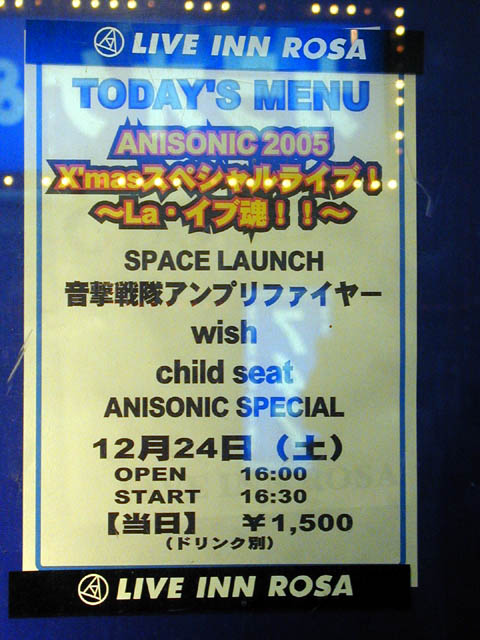 LIVE INN ROSA
TODAY'S MENU
ANISONIC 2005
X'masスペシャルライブ！
～La・イブ魂！！～
SPACE LAUNCH
音撃戦隊アンプリファイヤー
wish
child seat
ANISONIC SPECIAL
12月24日（土）
OPEN 16:00
START 16:30
【当日】 ￥1,500
（ドリンク別）
LIVE INN ROSA